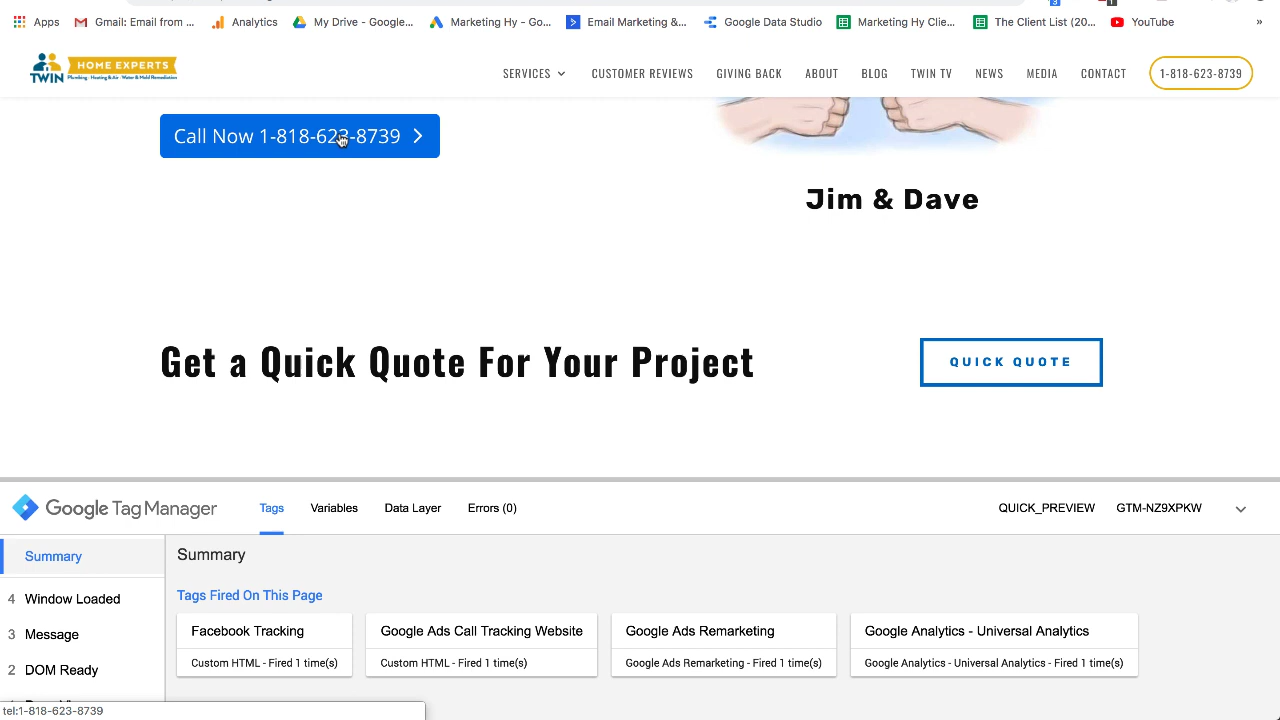 Apps Gmail: Email from ... Analytics My Drive - Google... Marketing Hy - Go... Email Marketing &... Google Data Studio Marketing Hy Clie... The Client List (20... YouTube »
TWIN HOME EXPERTS
Plumbing · Heating & Air · Water & Mold Remediation
SERVICES CUSTOMER REVIEWS GIVING BACK ABOUT BLOG TWIN TV NEWS MEDIA CONTACT 1-818-623-8739
Call Now 1-818-623-8739
Jim & Dave
Get a Quick Quote For Your Project
QUICK QUOTE
Google Tag Manager Tags Variables Data Layer Errors (0) QUICK_PREVIEW GTM-NZ9XPKW
Summary
4 Window Loaded
3 Message
2 DOM Ready
Summary
Tags Fired On This Page
Facebook Tracking
Custom HTML - Fired 1 time(s)
Google Ads Call Tracking Website
Custom HTML - Fired 1 time(s)
Google Ads Remarketing
Google Ads Remarketing - Fired 1 time(s)
Google Analytics - Universal Analytics
Google Analytics - Universal Analytics - Fired 1 time(s)
tel:1-818-623-8739